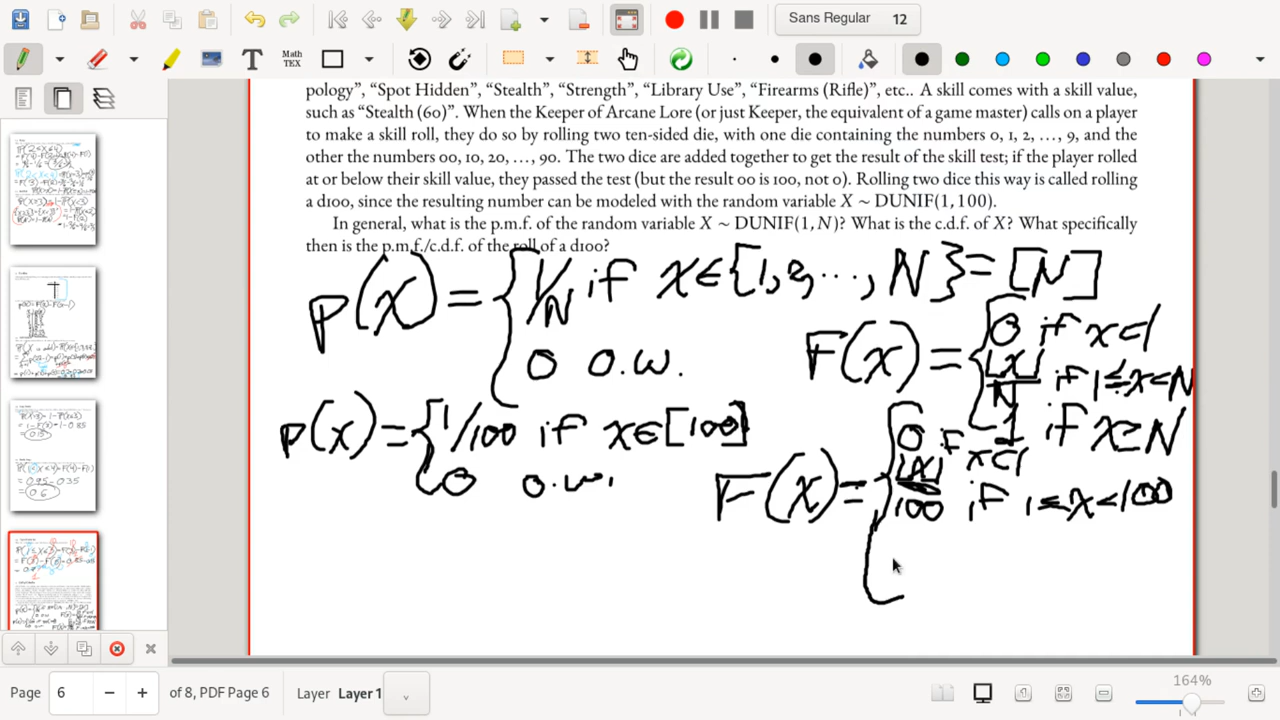 Sans Regular 12
Math
TEX
pology”, “Spot Hidden”, “Stealth”, “Strength”, “Library Use”, “Firearms (Rifle)”, etc.. A skill comes with a skill value,
such as “Stealth (60)”. When the Keeper of Arcane Lore (or just Keeper, the equivalent of a game master) calls on a player
to make a skill roll, they do so by rolling two ten-sided die, with one die containing the numbers 0, 1, 2, …, 9, and the
other the numbers 00, 10, 20, …, 90. The two dice are added together to get the result of the skill test; if the player rolled
at or below their skill value, they passed the test (but the result 00 is 100, not 0). Rolling two dice this way is called rolling
a d100, since the resulting number can be modeled with the random variable X ~ DUNIF(1, 100).
In general, what is the p.m.f. of the random variable X ~ DUNIF(1, N)? What is the c.d.f. of X? What specifically
then is the p.m.f./c.d.f. of the roll of a d100?
p(x) = { 1/N if x∈{1,2,...,N} = [N]
0 o.w.
F(x) = { 0 if x<1
⌊x⌋/N if 1≤x<N
1 if x≥N
p(x) = { 1/100 if x∈[100]
0 o.w.
F(x) = { 0 if x<1
⌊x⌋/100 if 1≤x<100
Page 6 of 8, PDF Page 6 Layer Layer 1 164%